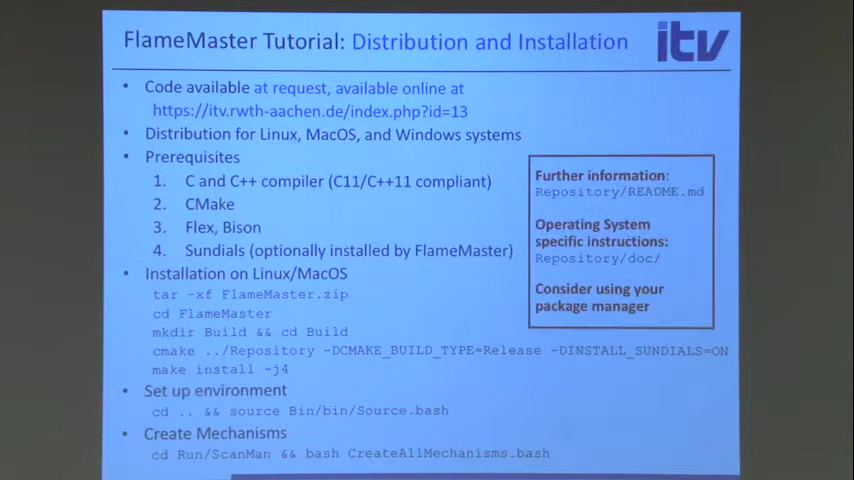 FlameMaster Tutorial: Distribution and Installation
itv
• Code available at request, available online at
https://itv.rwth-aachen.de/index.php?id=13
• Distribution for Linux, MacOS, and Windows systems
• Prerequisites
1. C and C++ compiler (C11/C++11 compliant)
2. CMake
3. Flex, Bison
4. Sundials (optionally installed by FlameMaster)
• Installation on Linux/MacOS
tar -xf FlameMaster.zip
cd FlameMaster
mkdir Build && cd Build
cmake ../Repository -DCMAKE_BUILD_TYPE=Release -DINSTALL_SUNDIALS=ON
make install -j4
• Set up environment
cd .. && source Bin/bin/Source.bash
• Create Mechanisms
cd Run/ScanMan && bash CreateAllMechanisms.bash
Further information:
Repository/README.md
Operating System
specific instructions:
Repository/doc/
Consider using your
package manager